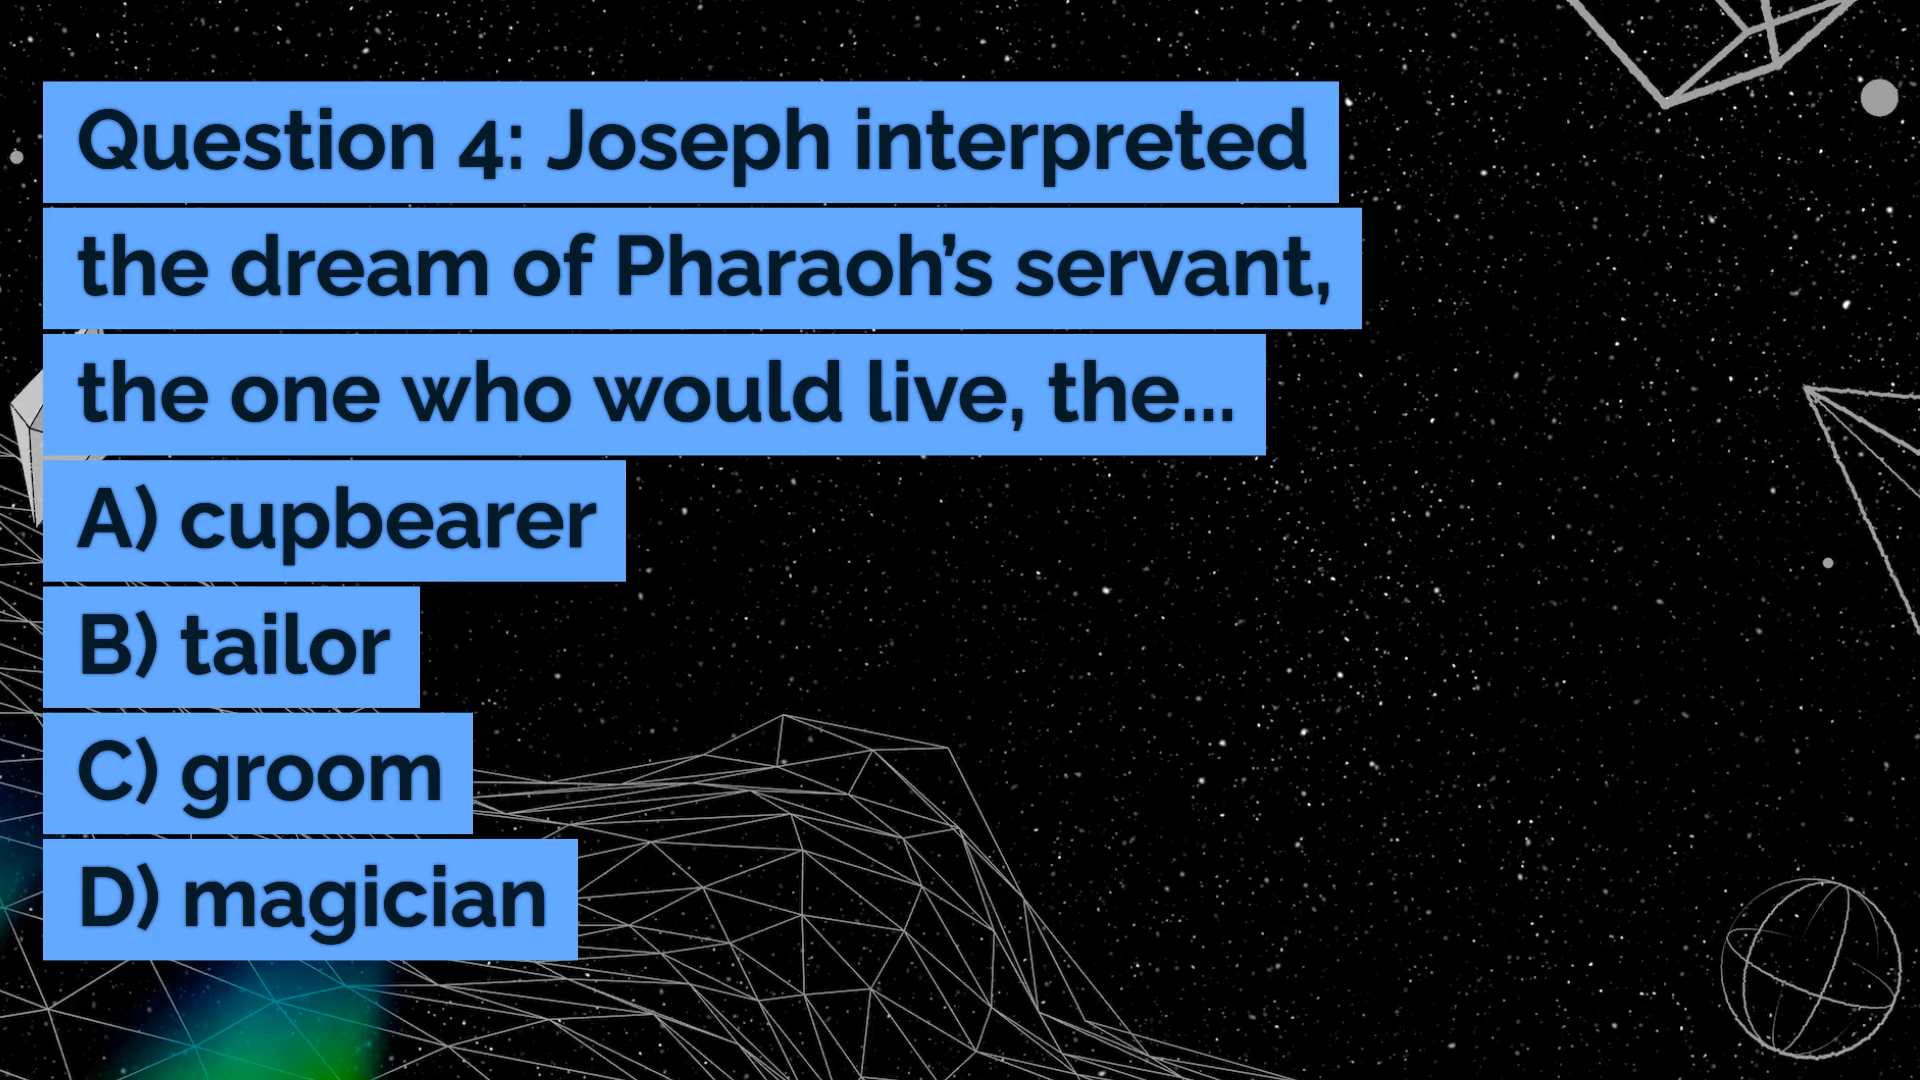 Question 4: Joseph interpreted
the dream of Pharaoh’s servant,
the one who would live, the...
A) cupbearer
B) tailor
C) groom
D) magician